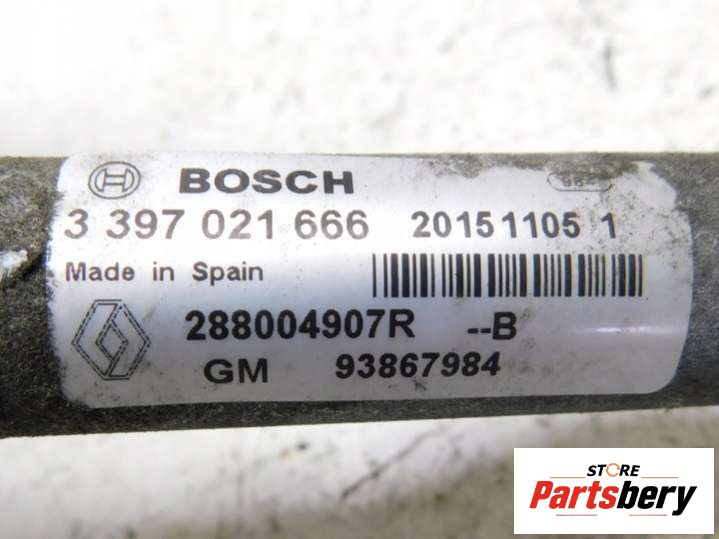 BOSCH
3 397 021 666 20151105 1
Made in Spain
288004907R --B
GM 93867984
STORE
Partsbery